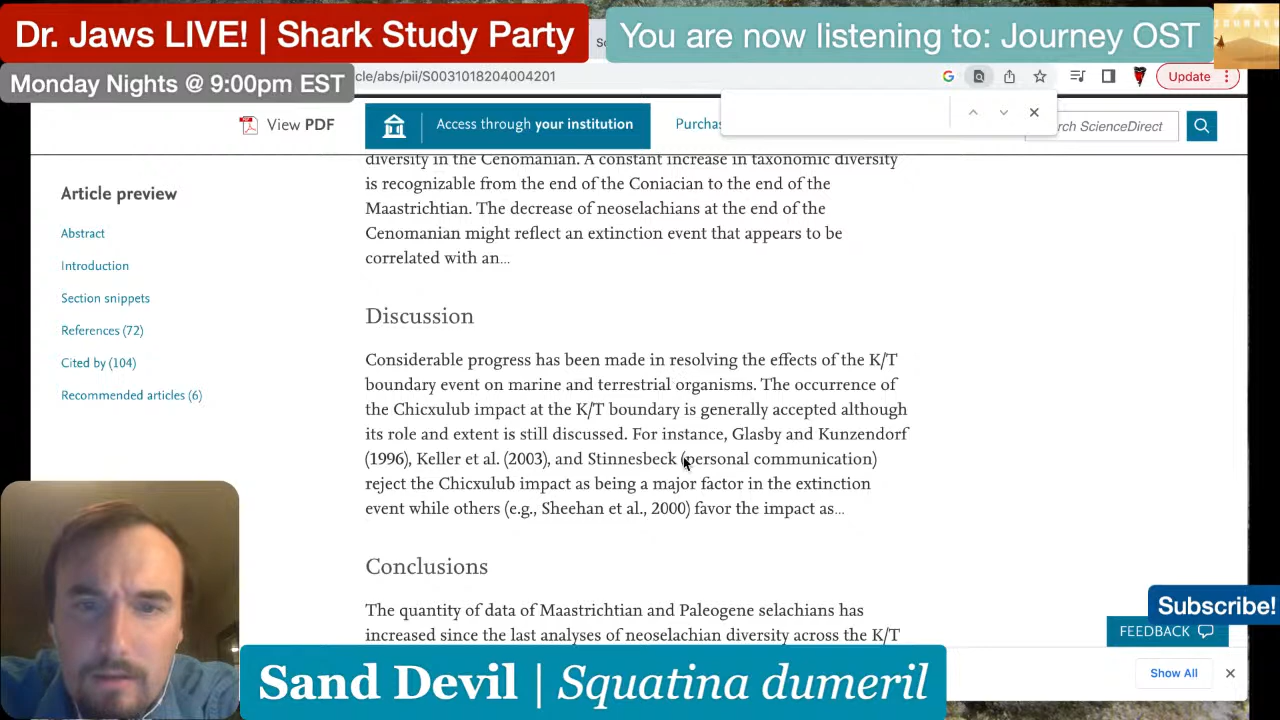 Dr. Jaws LIVE! | Shark Study Party
You are now listening to: Journey OST
Monday Nights @ 9:00pm EST
cle/abs/pii/S0031018204004201
Update
View PDF
Access through your institution
Purcha
rch ScienceDirect
Article preview
Abstract
Introduction
Section snippets
References (72)
Cited by (104)
Recommended articles (6)
diversity in the Cenomanian. A constant increase in taxonomic diversity
is recognizable from the end of the Coniacian to the end of the
Maastrichtian. The decrease of neoselachians at the end of the
Cenomanian might reflect an extinction event that appears to be
correlated with an...
Discussion
Considerable progress has been made in resolving the effects of the K/T
boundary event on marine and terrestrial organisms. The occurrence of
the Chicxulub impact at the K/T boundary is generally accepted although
its role and extent is still discussed. For instance, Glasby and Kunzendorf
(1996), Keller et al. (2003), and Stinnesbeck (personal communication)
reject the Chicxulub impact as being a major factor in the extinction
event while others (e.g., Sheehan et al., 2000) favor the impact as...
Conclusions
The quantity of data of Maastrichtian and Paleogene selachians has
increased since the last analyses of neoselachian diversity across the K/T
Subscribe!
FEEDBACK
Show All
Sand Devil | Squatina dumeril